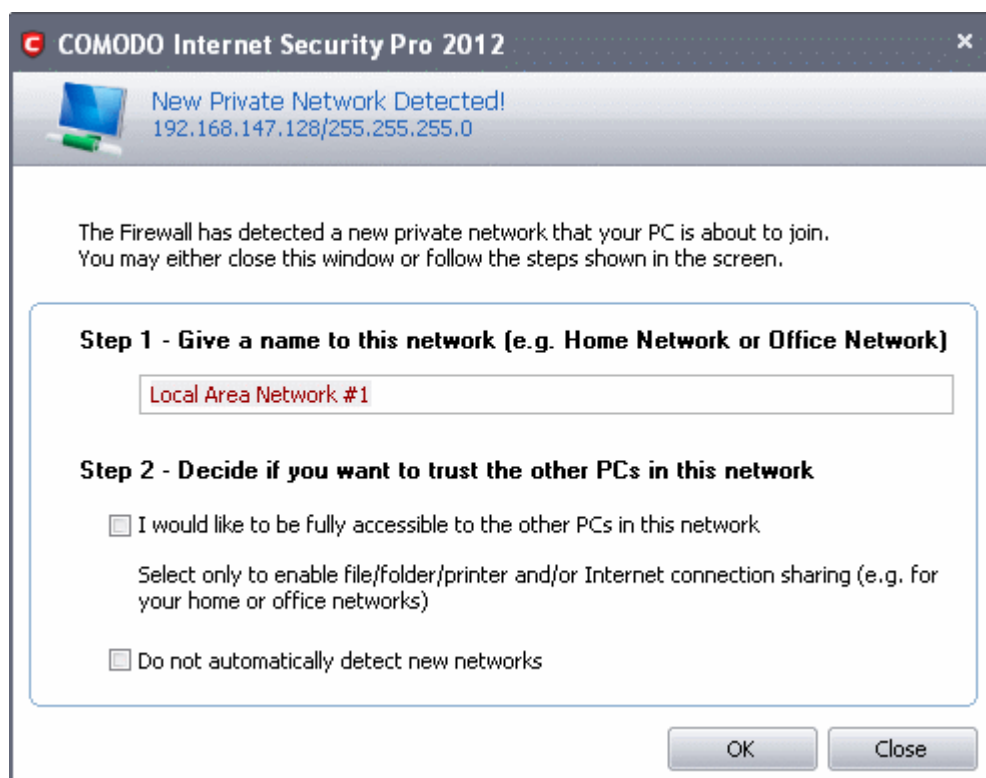 COMODO Internet Security Pro 2012
New Private Network Detected!
192.168.147.128/255.255.255.0
The Firewall has detected a new private network that your PC is about to join.
You may either close this window or follow the steps shown in the screen.
Step 1 - Give a name to this network (e.g. Home Network or Office Network)
Local Area Network #1
Step 2 - Decide if you want to trust the other PCs in this network
I would like to be fully accessible to the other PCs in this network
Select only to enable file/folder/printer and/or Internet connection sharing (e.g. for
your home or office networks)
Do not automatically detect new networks
OK
Close